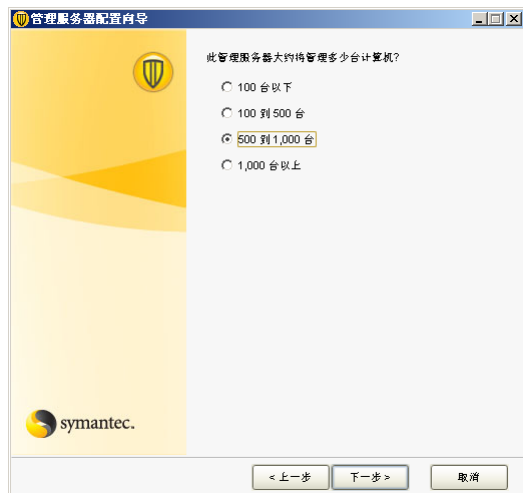 管理服务器配置向导
此管理服务器大约将管理多少台计算机？
100 台以下
100 到 500 台
500 到 1,000 台
1,000 台以上
symantec.
< 上一步
下一步 >
取消